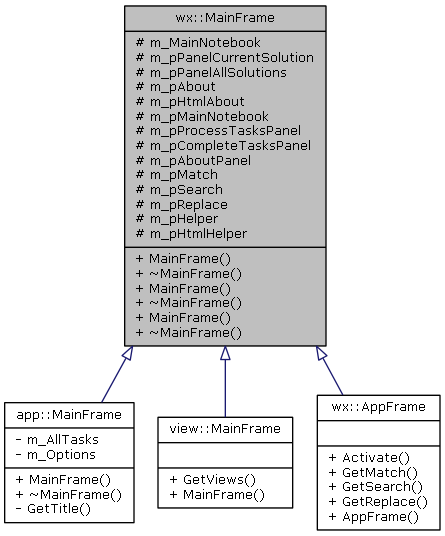 wx::MainFrame
# m_MainNotebook
# m_pPanelCurrentSolution
# m_pPanelAllSolutions
# m_pAbout
# m_pHtmlAbout
# m_pMainNotebook
# m_pProcessTasksPanel
# m_pCompleteTasksPanel
# m_pAboutPanel
# m_pMatch
# m_pSearch
# m_pReplace
# m_pHelper
# m_pHtmlHelper
+ MainFrame()
+ ~MainFrame()
+ MainFrame()
+ ~MainFrame()
+ MainFrame()
+ ~MainFrame()
app::MainFrame
- m_AllTasks
- m_Options
+ MainFrame()
+ ~MainFrame()
- GetTitle()
view::MainFrame
+ GetViews()
+ MainFrame()
wx::AppFrame
+ Activate()
+ GetMatch()
+ GetSearch()
+ GetReplace()
+ AppFrame()